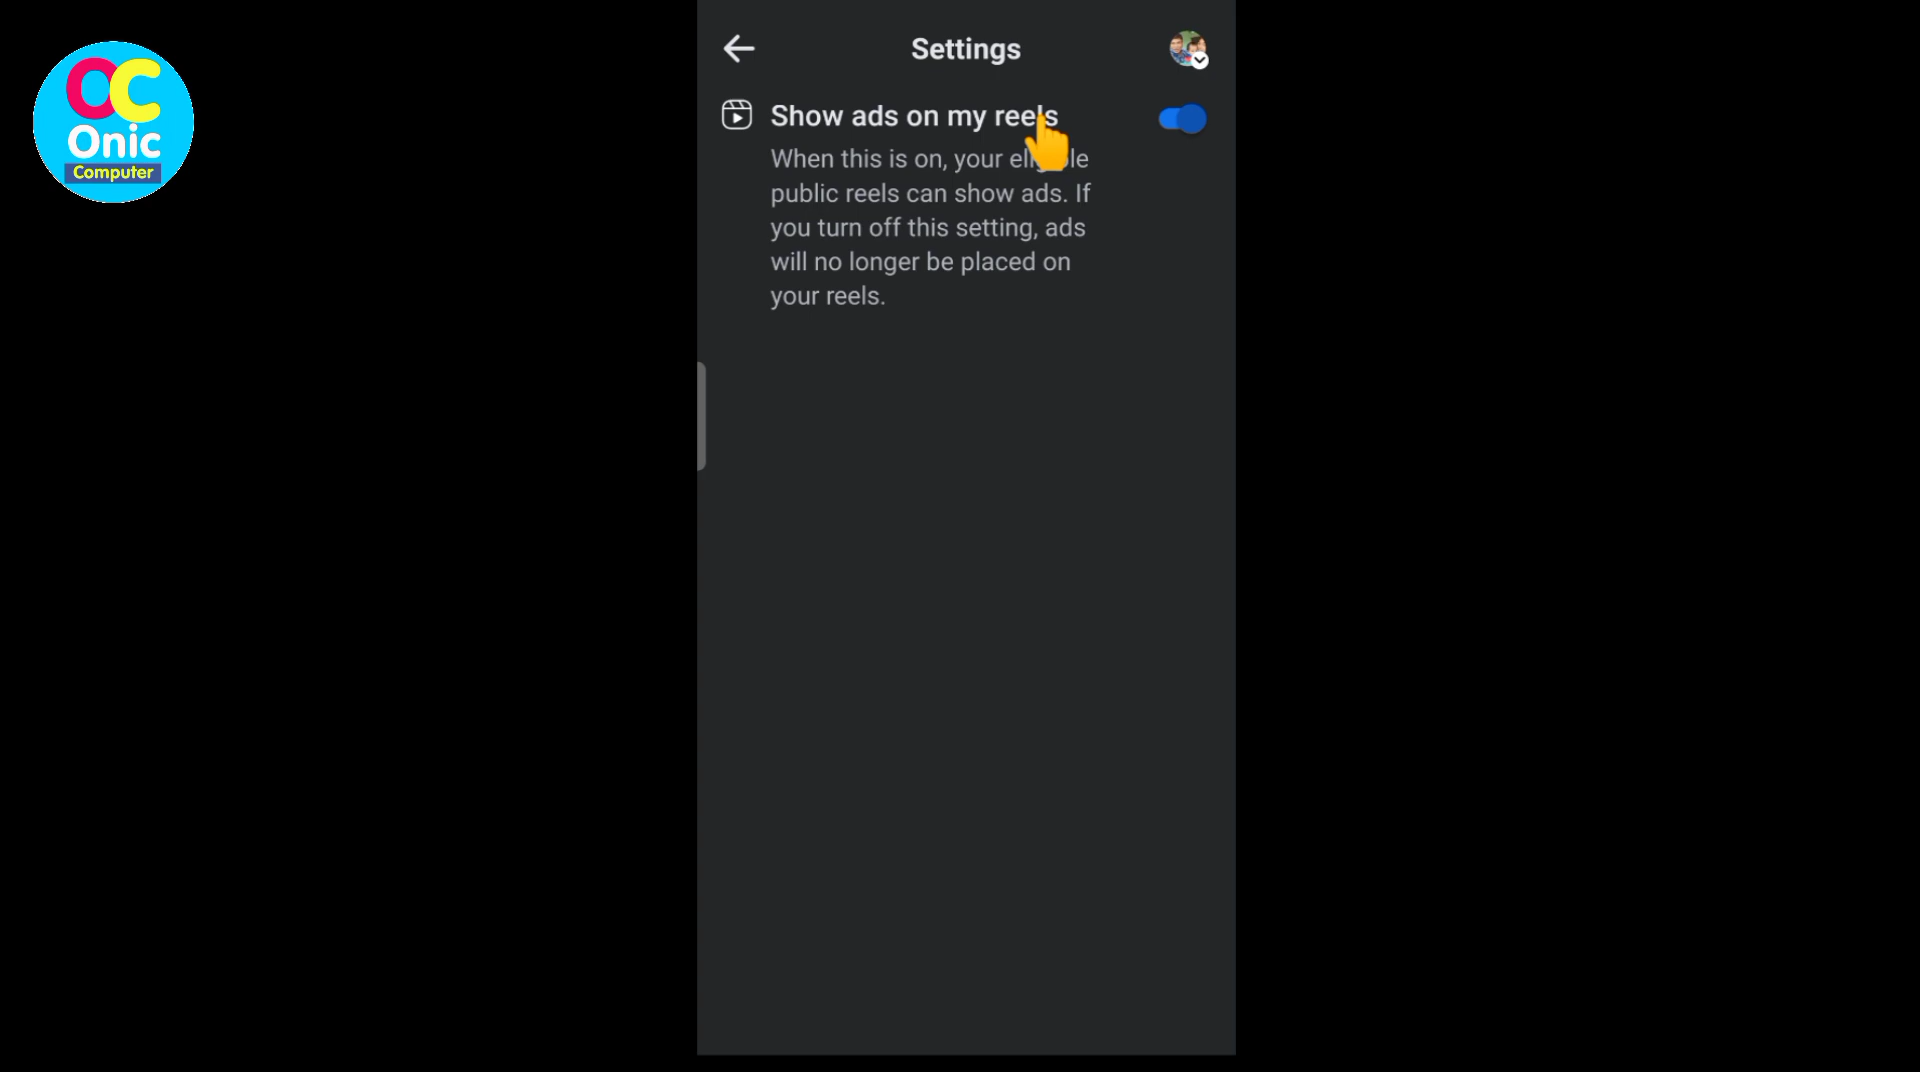 OC
Onic
Computer
Settings
Show ads on my reels
When this is on, your eligible
public reels can show ads. If
you turn off this setting, ads
will no longer be placed on
your reels.